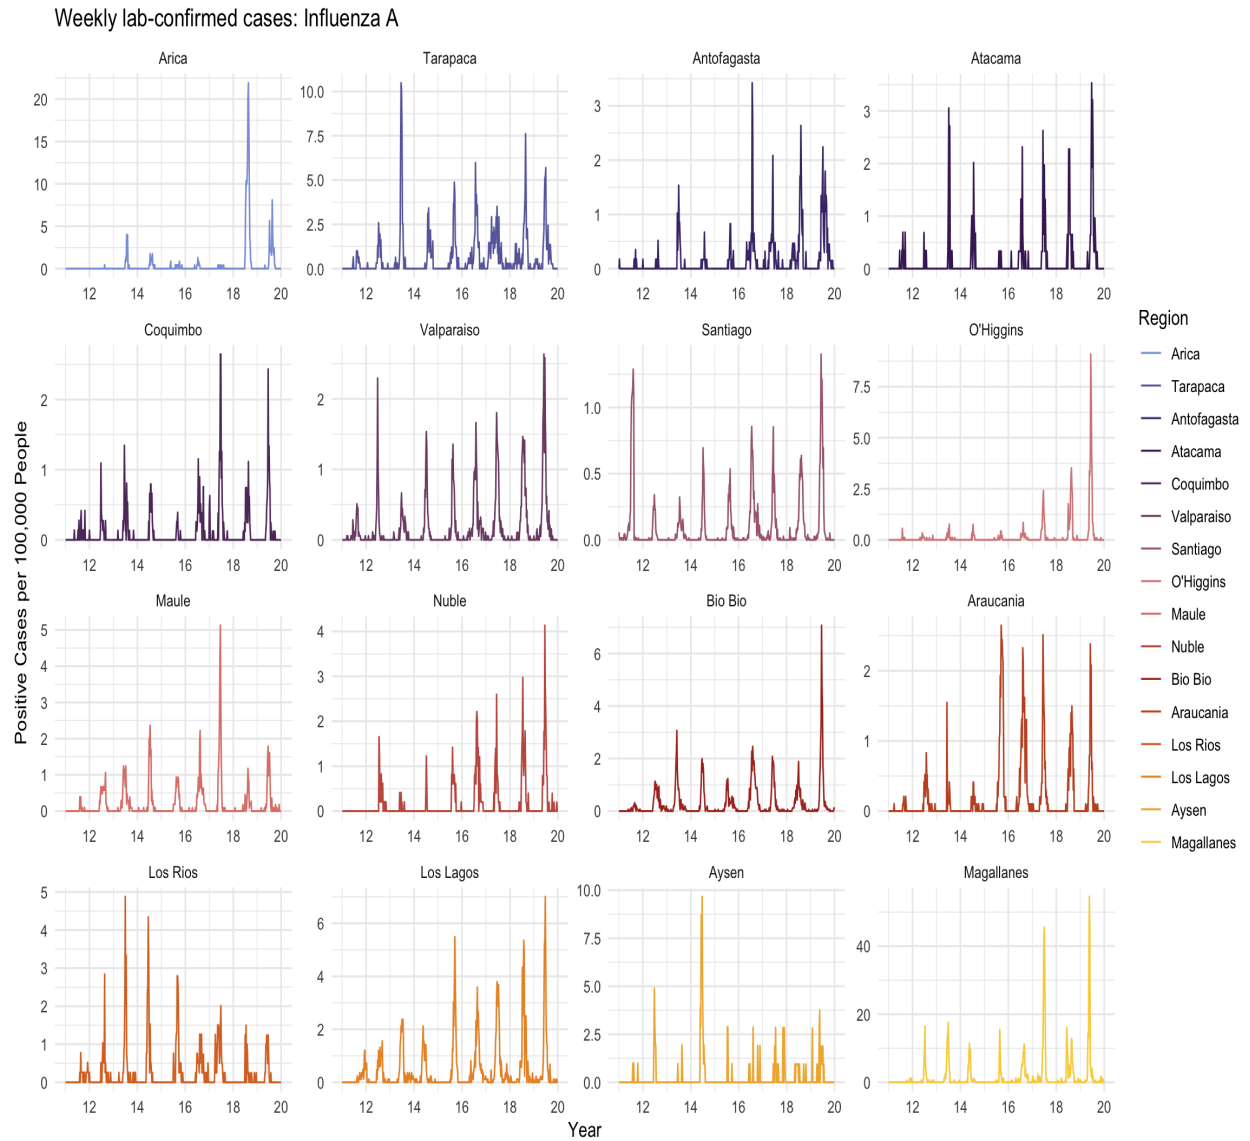 Weekly lab-confirmed cases: Influenza A
Arica
Tarapaca
Antofagasta
Atacama
20
15
10
5
0
10.0
7.5
5.0
2.5
0.0
3
2
1
0
3
2
1
0
12 14 16 18 20
12 14 16 18 20
12 14 16 18 20
12 14 16 18 20
Coquimbo
Valparaiso
Santiago
O'Higgins
2
1
0
2
1
0
1.0
0.5
0.0
7.5
5.0
2.5
0.0
12 14 16 18 20
12 14 16 18 20
12 14 16 18 20
12 14 16 18 20
Maule
Nuble
Bio Bio
Araucania
5
4
3
2
1
0
4
3
2
1
0
6
4
2
0
2
1
0
12 14 16 18 20
12 14 16 18 20
12 14 16 18 20
12 14 16 18 20
Los Rios
Los Lagos
Aysen
Magallanes
5
4
3
2
1
0
6
4
2
0
10.0
7.5
5.0
2.5
0.0
40
20
0
12 14 16 18 20
12 14 16 18 20
12 14 16 18 20
12 14 16 18 20
Positive Cases per 100,000 People
Year
Region
Arica
Tarapaca
Antofagasta
Atacama
Coquimbo
Valparaiso
Santiago
O'Higgins
Maule
Nuble
Bio Bio
Araucania
Los Rios
Los Lagos
Aysen
Magallanes